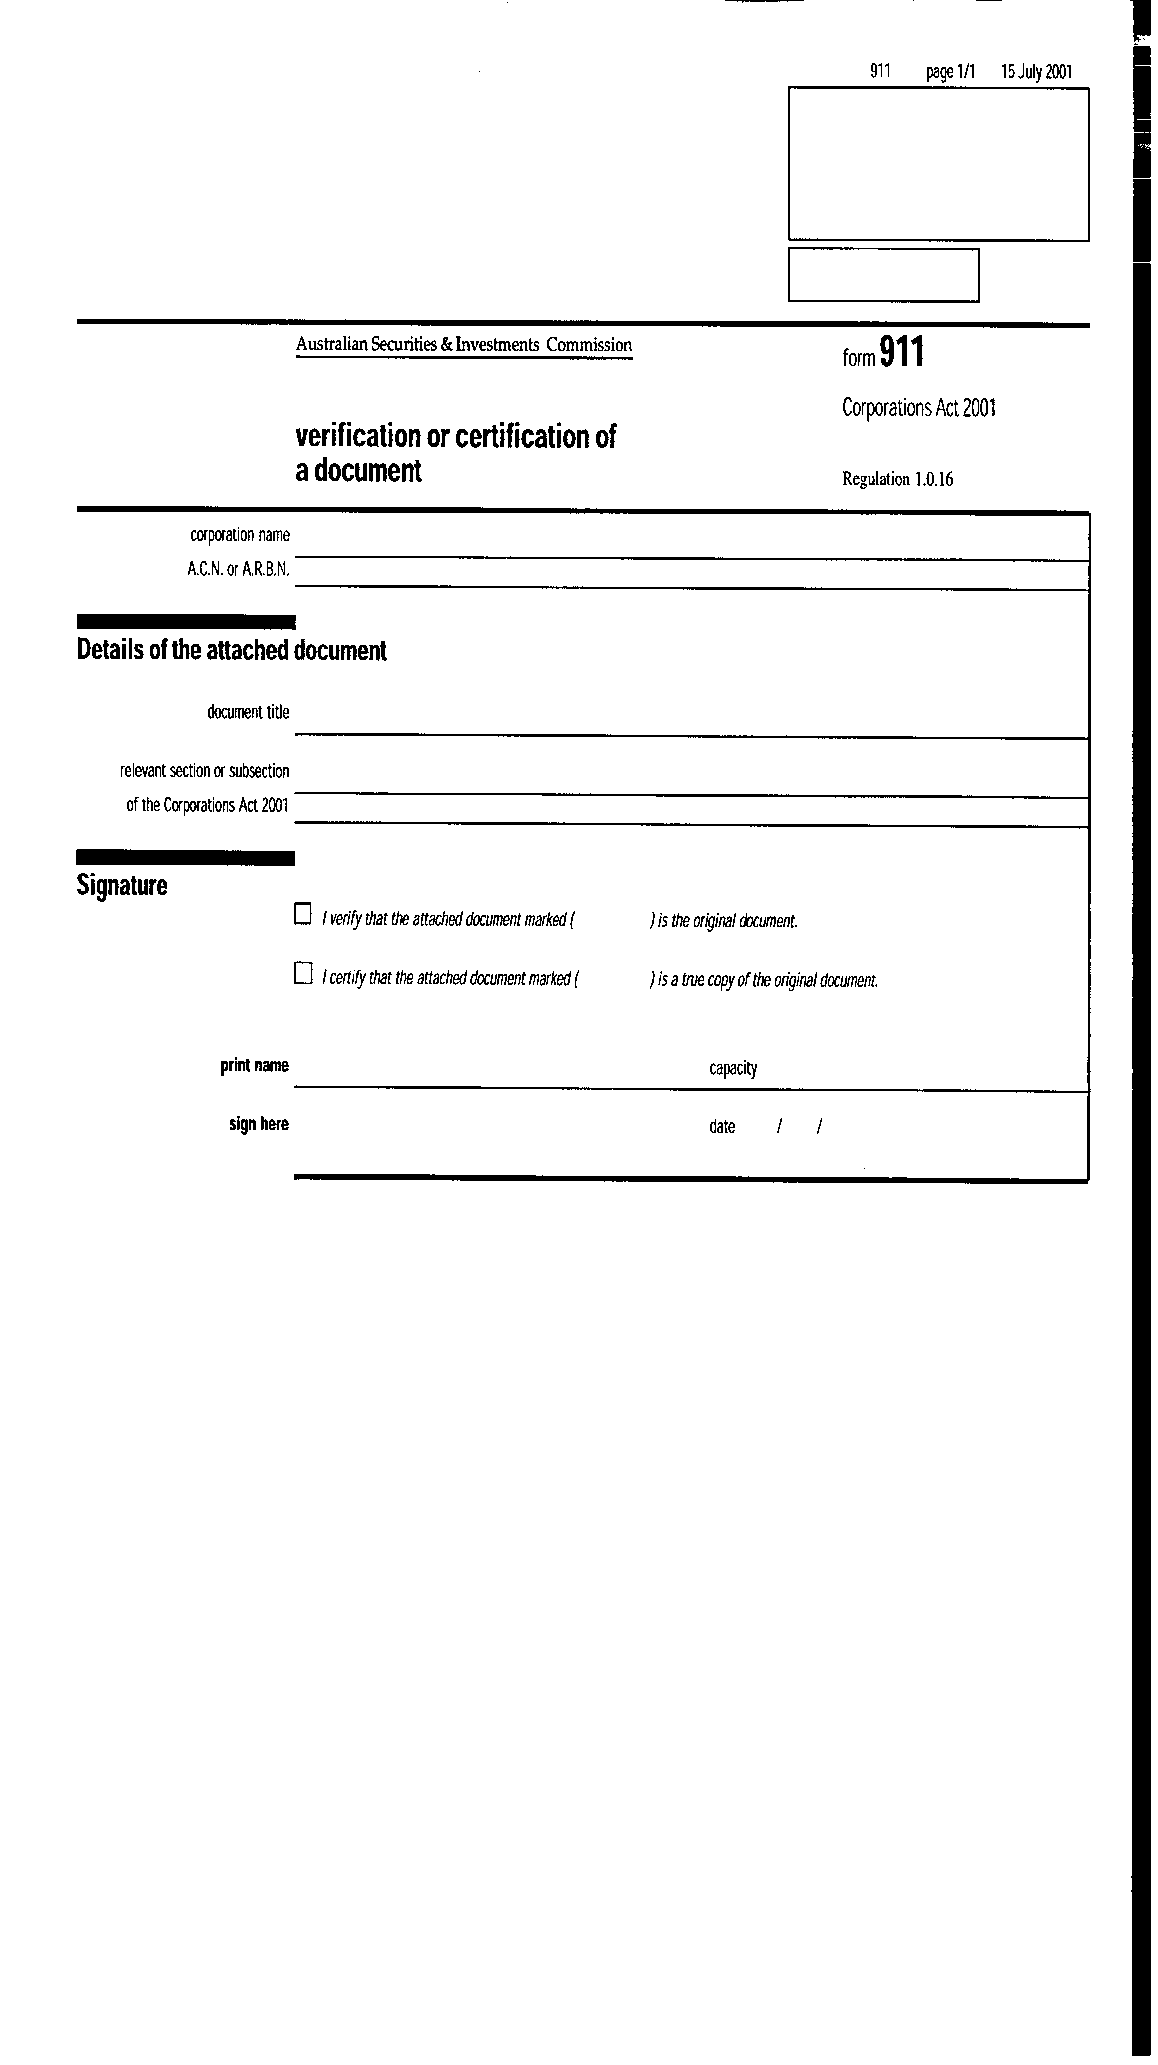 911 page 1/1 15 July 2001
Australian Securities & Investments Commission
form 911
Corporations Act 2001
verification or certification of
a document
Regulation 1.0.16
corporation name
A.C.N. or A.R.B.N.
Details of the attached document
document title
relevant section or subsection
of the Corporations Act 2001
Signature
I verify that the attached document marked ( ) is the original document.
I certify that the attached document marked ( ) is a true copy of the original document.
print name capacity
sign here date / /